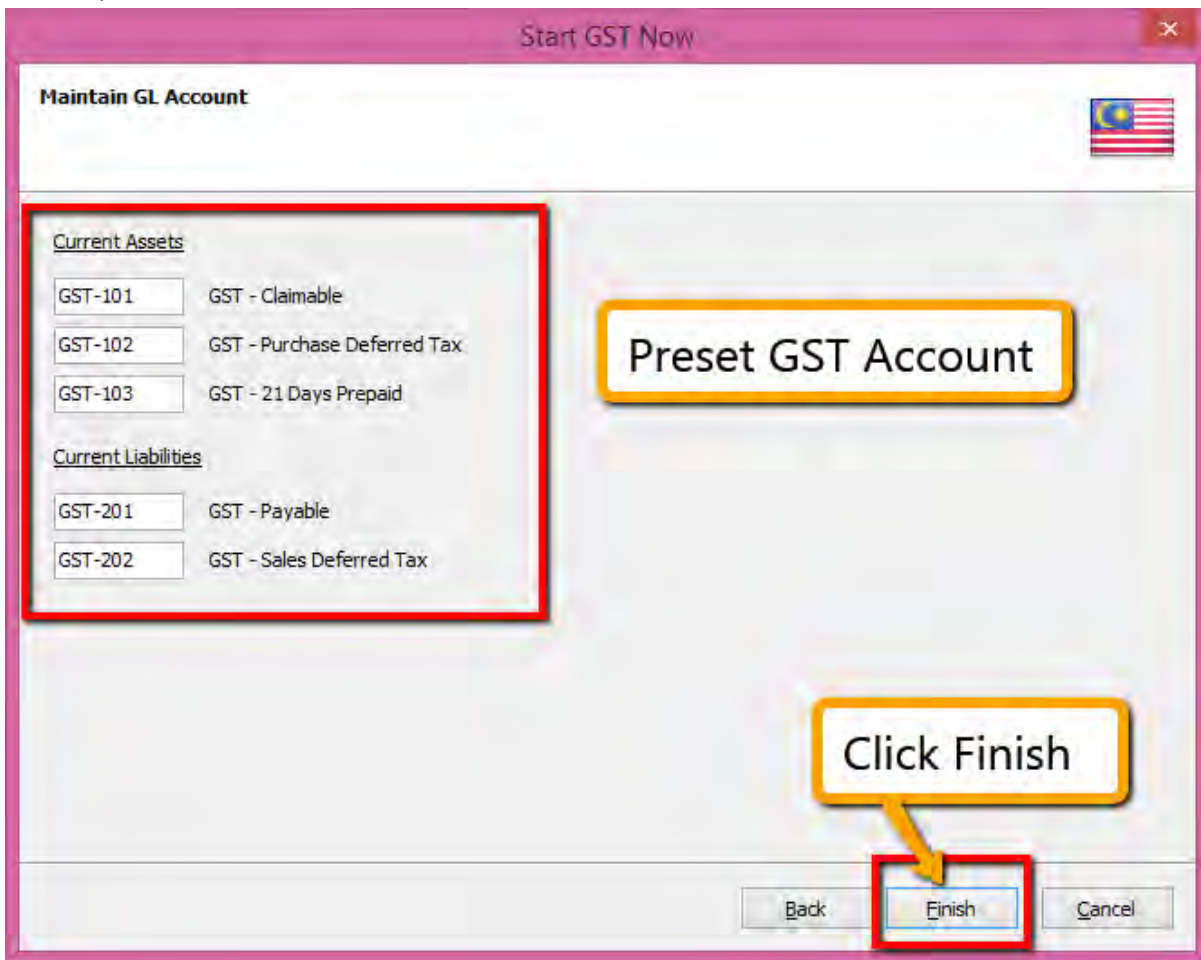 Start GST Now
Maintain GL Account
Current Assets
GST-101 GST - Claimable
GST-102 GST - Purchase Deferred Tax
GST-103 GST - 21 Days Prepaid
Preset GST Account
Current Liabilities
GST-201 GST - Payable
GST-202 GST - Sales Deferred Tax
Click Finish
Back Finish Cancel